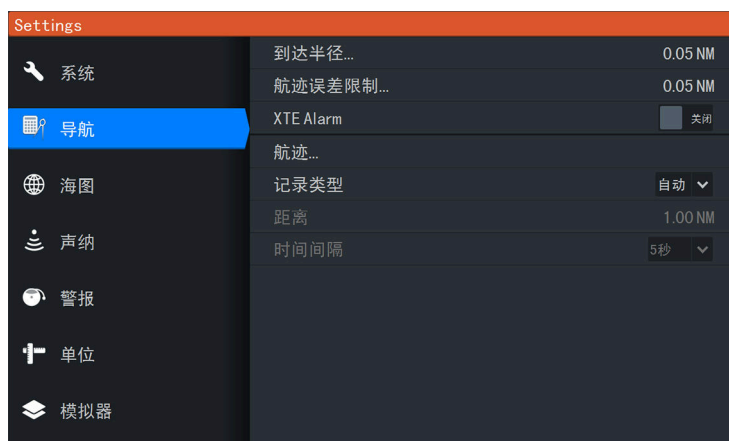 Settings
系统
导航
海图
声纳
警报
单位
模拟器
到达半径... 0.05 NM
航迹误差限制... 0.05 NM
XTE Alarm 关闭
航迹...
记录类型 自动
距离 1.00 NM
时间间隔 5秒